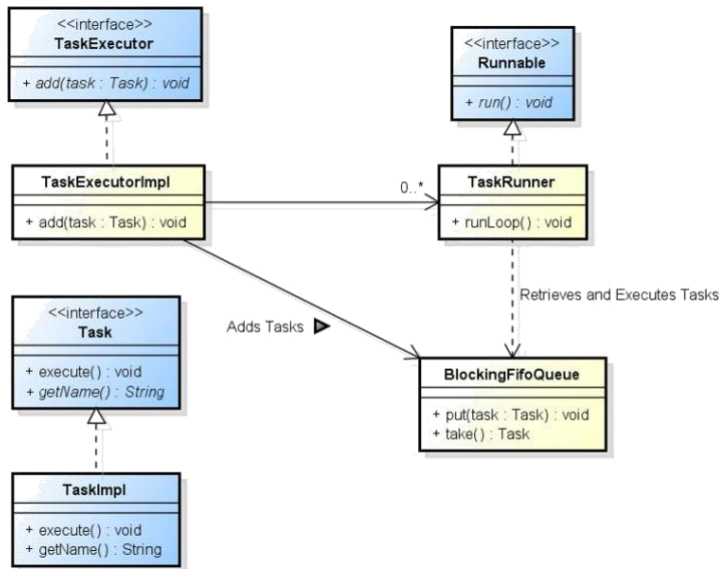 <<interface>>
TaskExecutor
+ add(task : Task) : void
<<interface>>
Runnable
+ run() : void
TaskExecutorImpl
+ add(task : Task) : void
0..*
TaskRunner
+ runLoop() : void
Retrieves and Executes Tasks
Adds Tasks
<<interface>>
Task
+ execute() : void
+ getName() : String
BlockingFifoQueue
+ put(task : Task) : void
+ take() : Task
TaskImpl
+ execute() : void
+ getName() : String